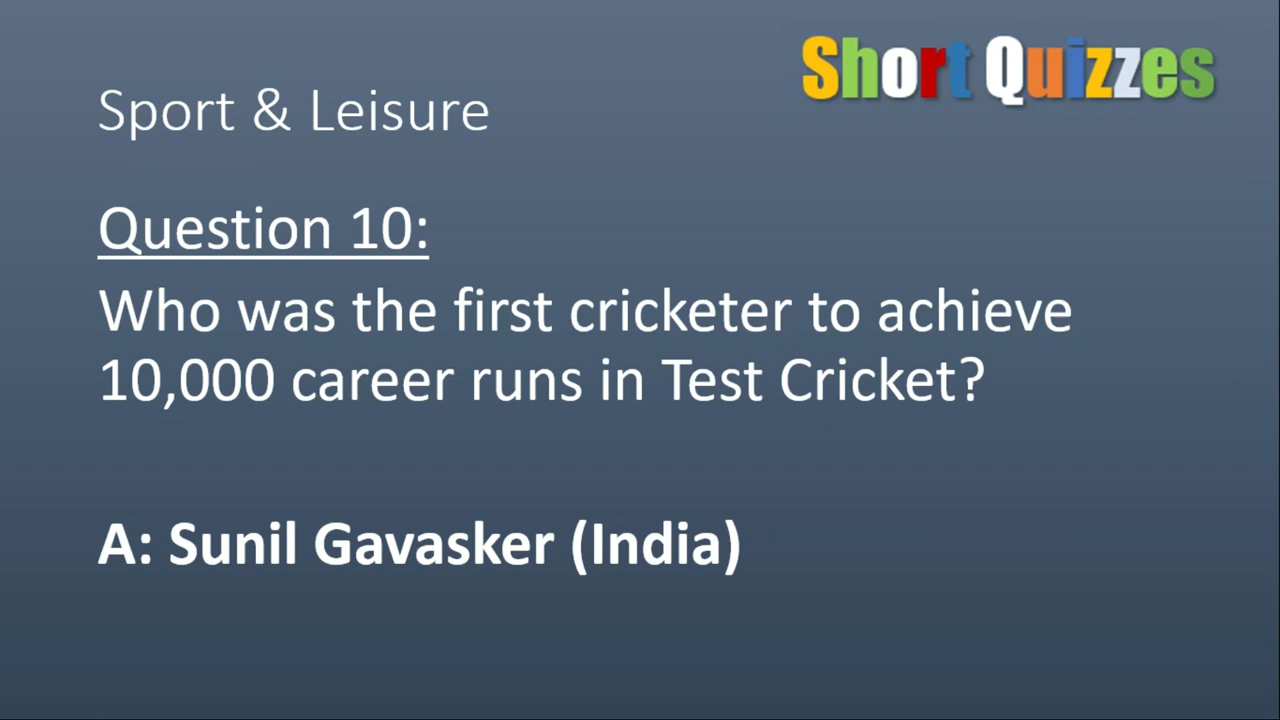 Short Quizzes
Sport & Leisure
Question 10:
Who was the first cricketer to achieve
10,000 career runs in Test Cricket?
A: Sunil Gavasker (India)